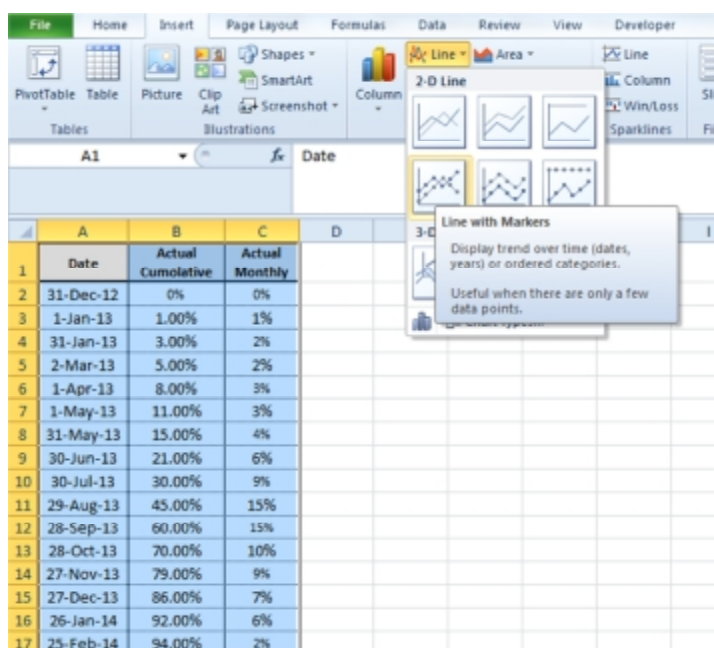 File Home Insert Page Layout Formulas Data Review View Developer
PivotTable Table Picture Clip Art Shapes SmartArt Screenshot Column Line Area Line Column Win/Loss
Tables Illustrations Sparklines
2-D Line
A1 fx Date
Line with Markers
Display trend over time (dates, years) or ordered categories.
Useful when there are only a few data points.
A B C D I
1 Date Actual Cumolative Actual Monthly
2 31-Dec-12 0% 0%
3 1-Jan-13 1.00% 1%
4 31-Jan-13 3.00% 2%
5 2-Mar-13 5.00% 2%
6 1-Apr-13 8.00% 3%
7 1-May-13 11.00% 3%
8 31-May-13 15.00% 4%
9 30-Jun-13 21.00% 6%
10 30-Jul-13 30.00% 9%
11 29-Aug-13 45.00% 15%
12 28-Sep-13 60.00% 15%
13 28-Oct-13 70.00% 10%
14 27-Nov-13 79.00% 9%
15 27-Dec-13 86.00% 7%
16 26-Jan-14 92.00% 6%
17 25-Feb-14 94.00% 2%